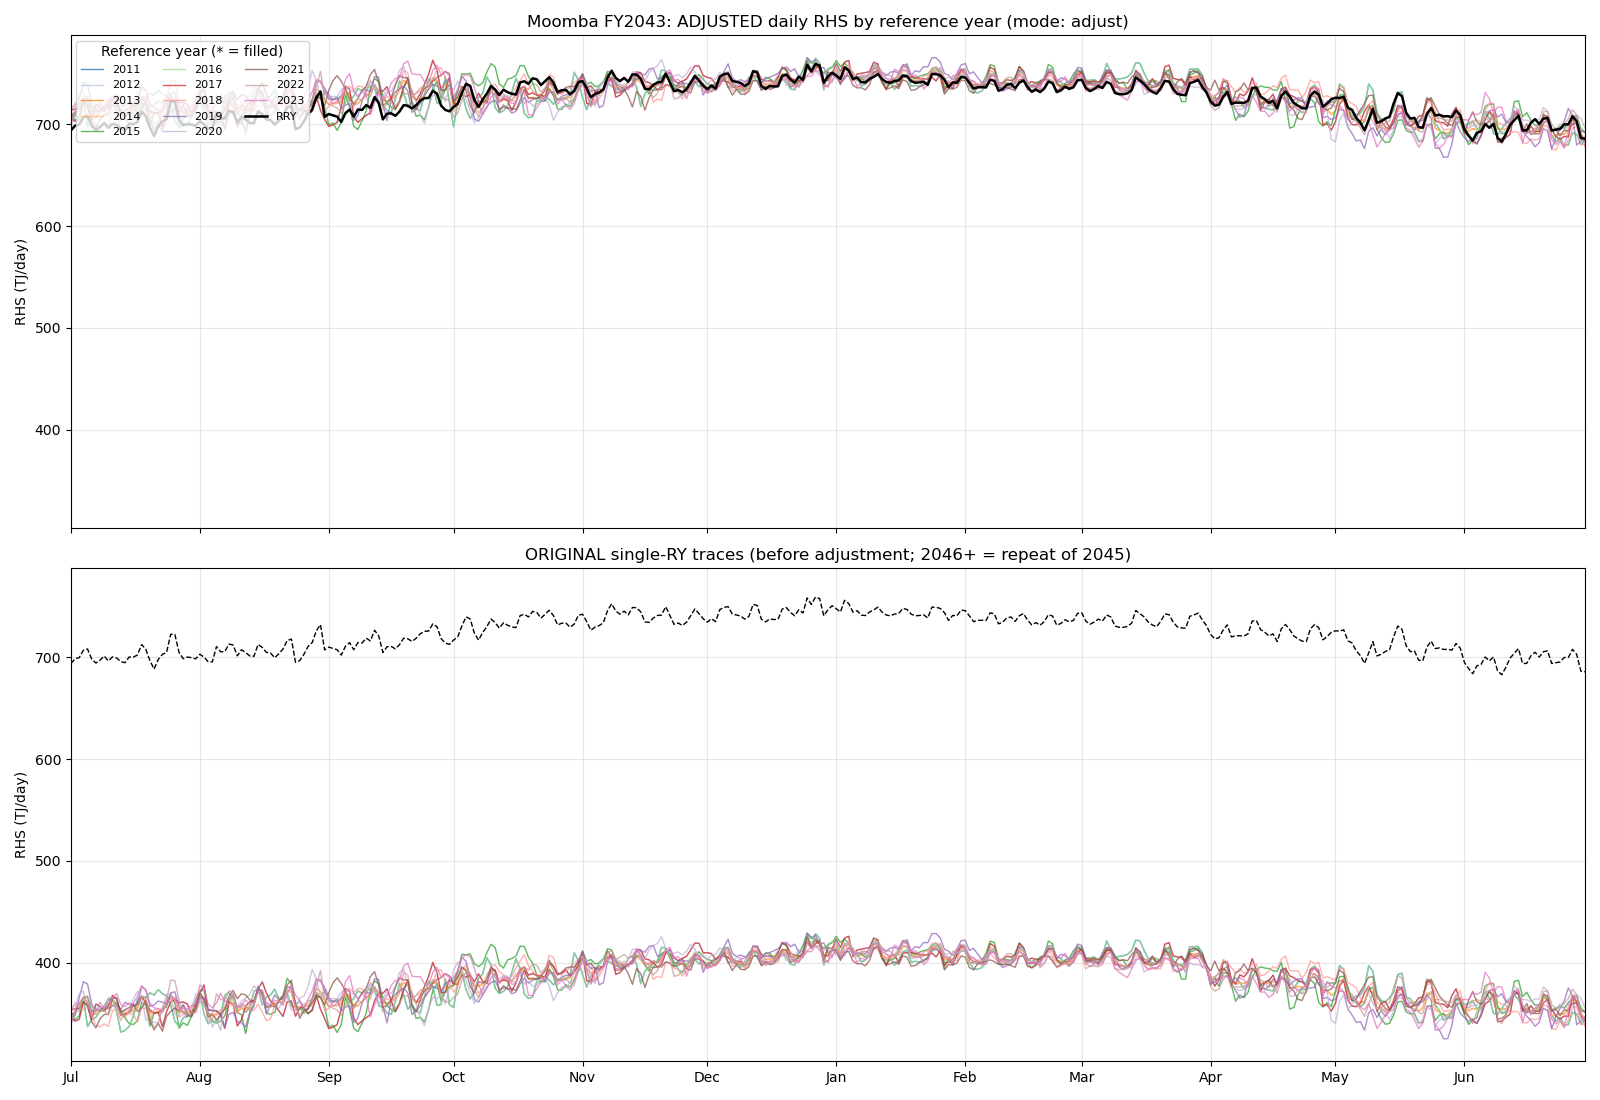 Moomba FY2043: ADJUSTED daily RHS by reference year (mode: adjust)
Reference year (* = filled)
2011 2016 2021
2012 2017 2022
2013 2018 2023
2014 2019 RRY
2015 2020
700
600
500
400
RHS (TJ/day)
ORIGINAL single-RY traces (before adjustment; 2046+ = repeat of 2045)
700
600
500
400
RHS (TJ/day)
Jul Aug Sep Oct Nov Dec Jan Feb Mar Apr May Jun